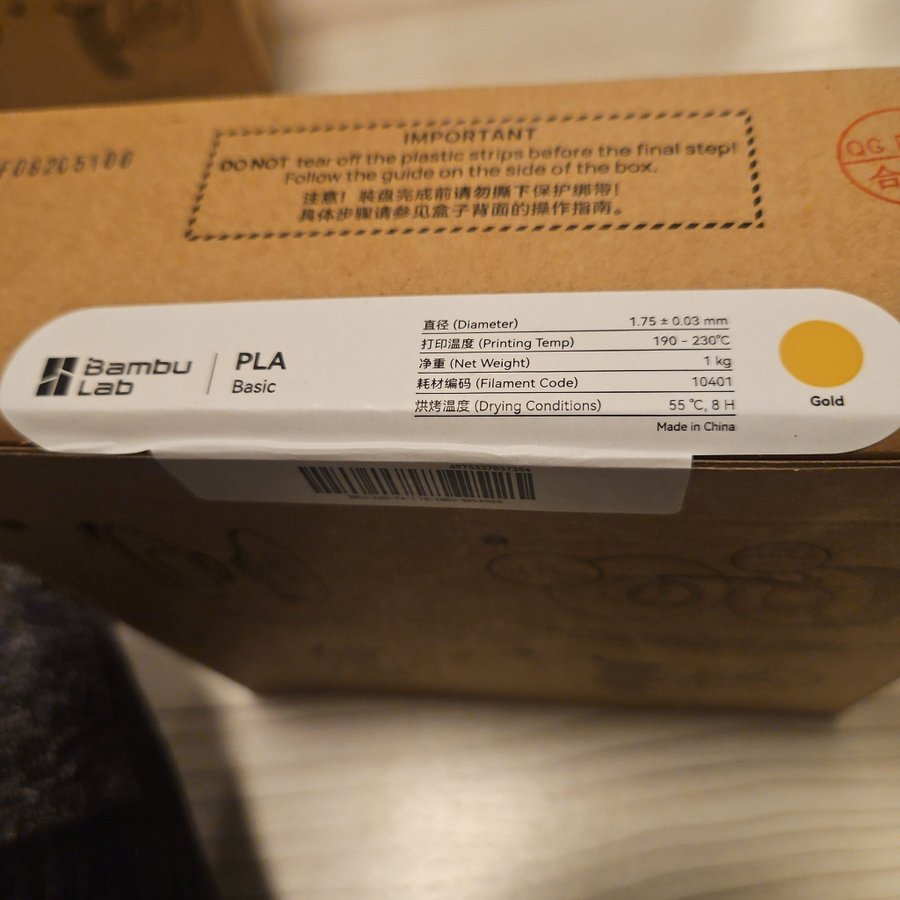 IMPORTANT
DO NOT tear off the plastic strips before the final step!
Follow the guide on the side of the box.
注意！装盘完成前请勿撕下保护绑带！
具体步骤请参见盒子背面的操作指南。
QG
合
Bambu
Lab
PLA
Basic
直径 (Diameter) 1.75 ± 0.03 mm
打印温度 (Printing Temp) 190 - 230℃
净重 (Net Weight) 1 kg
耗材编码 (Filament Code) 10401
烘烤温度 (Drying Conditions) 55 ℃, 8 H
Made in China
Gold